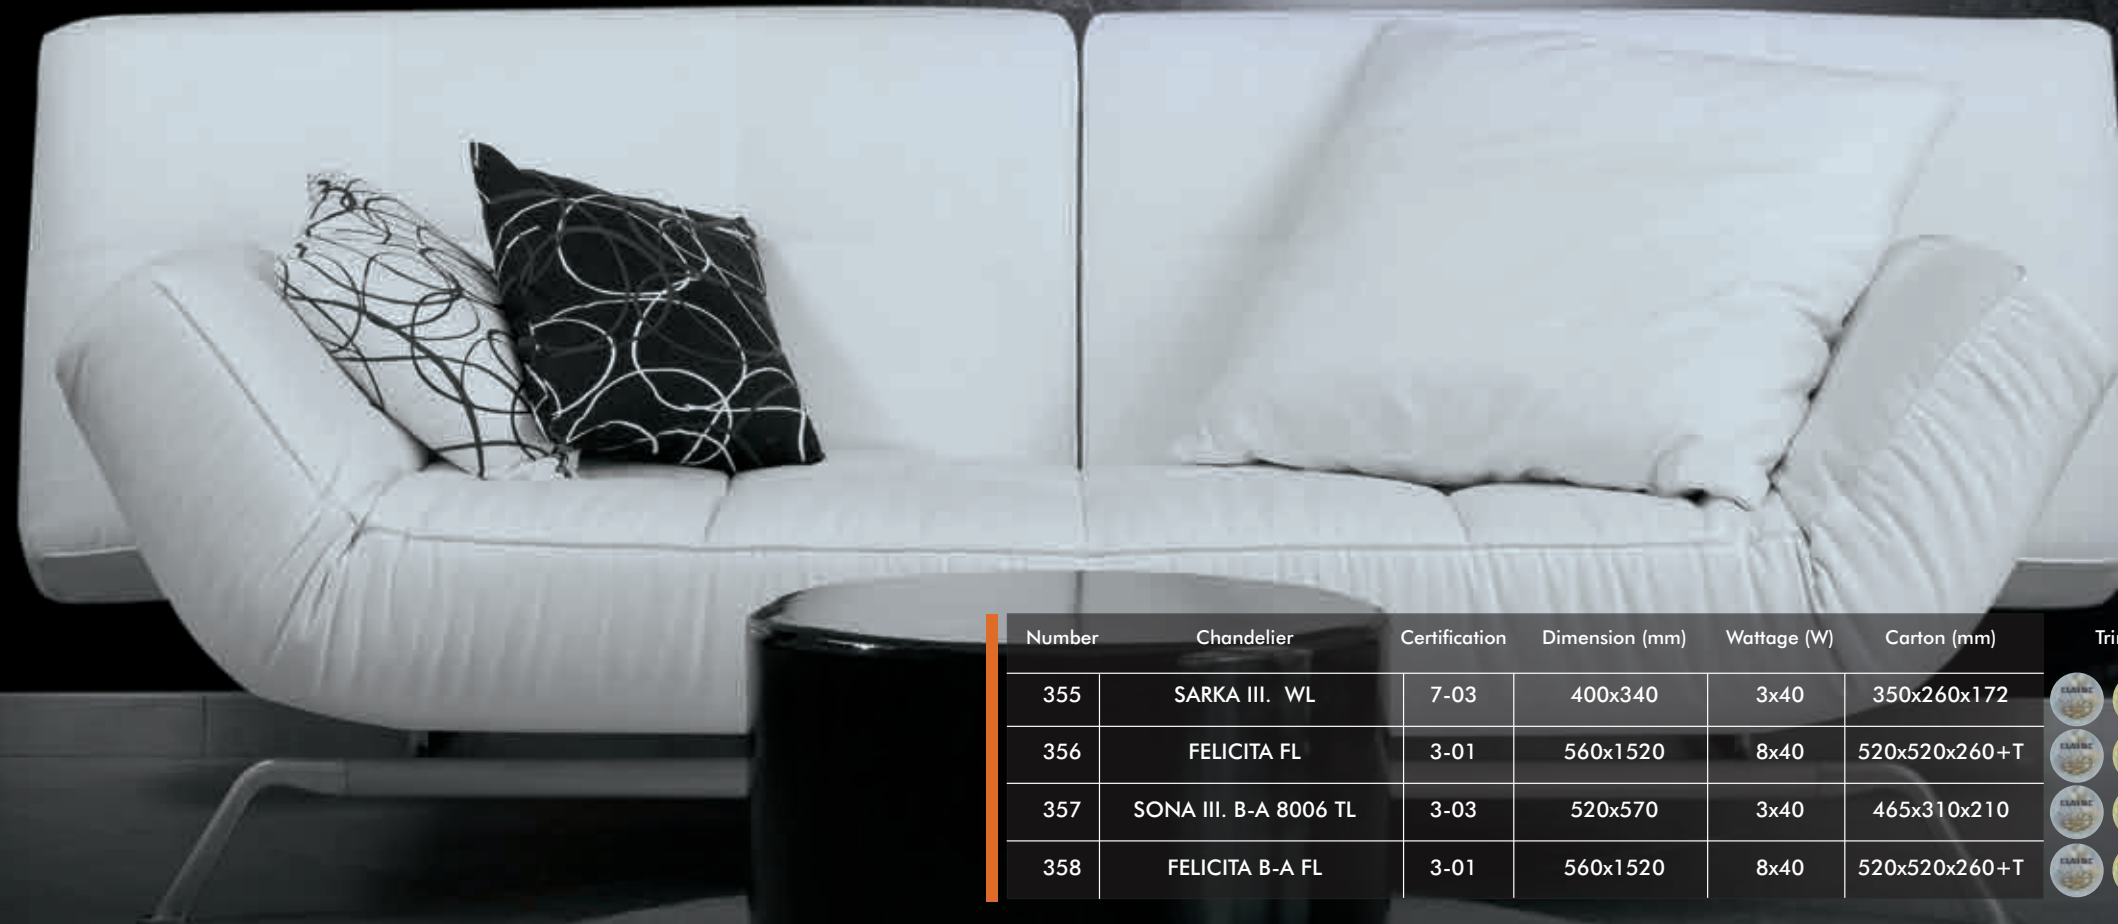 Number Chandelier Certification Dimension (mm) Wattage (W) Carton (mm)
355 SARKA III. WL 7-03 400x340 3x40 350x260x172
356 FELICITA FL 3-01 560x1520 8x40 520x520x260+T
357 SONA III. B-A 8006 TL 3-03 520x570 3x40 465x310x210
358 FELICITA B-A FL 3-01 560x1520 8x40 520x520x260+T